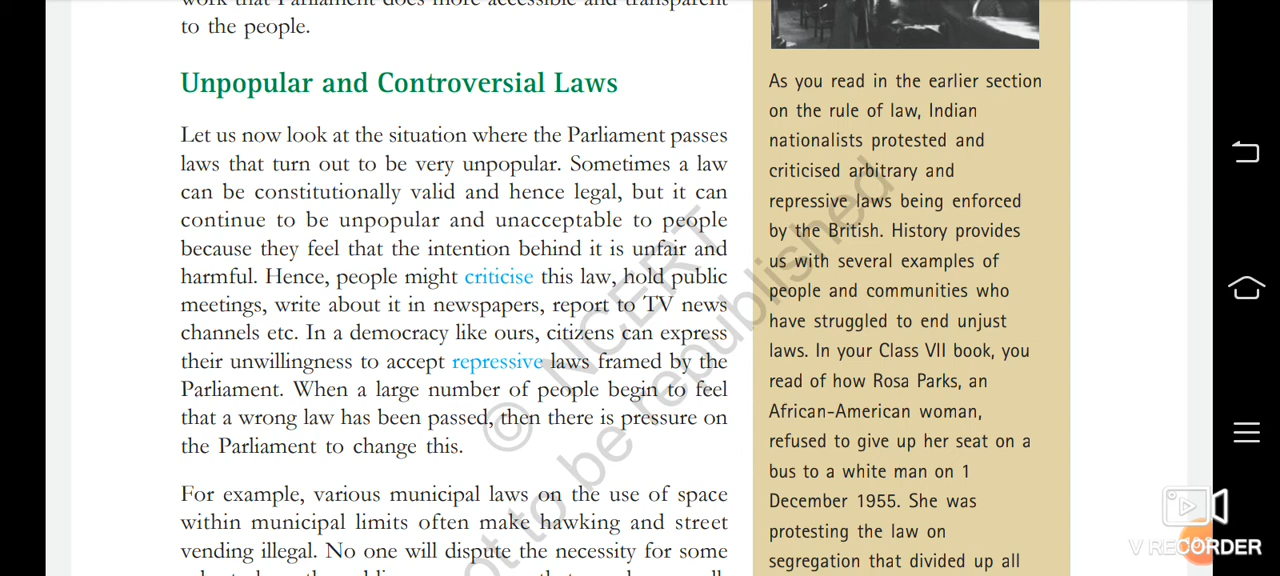 work that Parliament does more accessible and transparent
to the people.
Unpopular and Controversial Laws
Let us now look at the situation where the Parliament passes
laws that turn out to be very unpopular. Sometimes a law
can be constitutionally valid and hence legal, but it can
continue to be unpopular and unacceptable to people
because they feel that the intention behind it is unfair and
harmful. Hence, people might criticise this law, hold public
meetings, write about it in newspapers, report to TV news
channels etc. In a democracy like ours, citizens can express
their unwillingness to accept repressive laws framed by the
Parliament. When a large number of people begin to feel
that a wrong law has been passed, then there is pressure on
the Parliament to change this.
For example, various municipal laws on the use of space
within municipal limits often make hawking and street
vending illegal. No one will dispute the necessity for some
As you read in the earlier section
on the rule of law, Indian
nationalists protested and
criticised arbitrary and
repressive laws being enforced
by the British. History provides
us with several examples of
people and communities who
have struggled to end unjust
laws. In your Class VII book, you
read of how Rosa Parks, an
African-American woman,
refused to give up her seat on a
bus to a white man on 1
December 1955. She was
protesting the law on
segregation that divided up all
© NCERT
not to be republished
V RECORDER